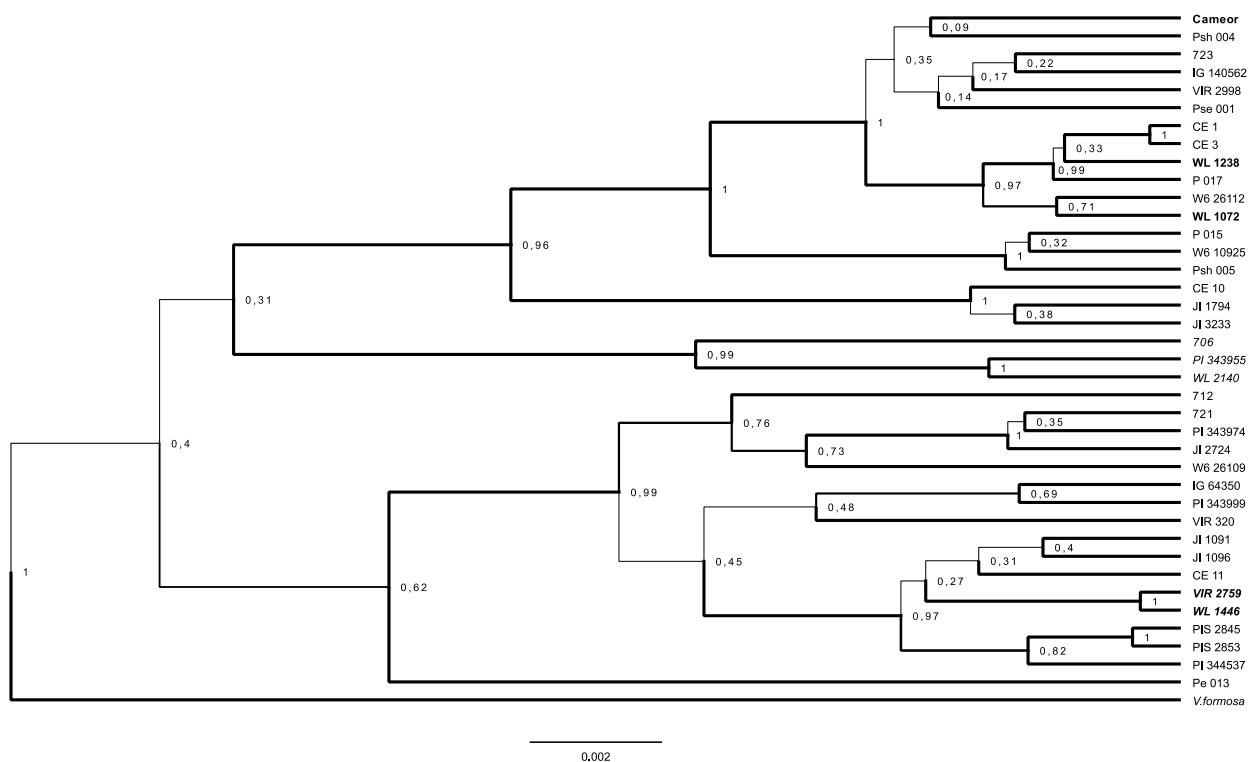 Cameor
0,09
Psh 004
0,35
723
0,22
IG 140562
0,17
VIR 2998
0,14
Pse 001
1
CE 1
1
CE 3
0,33
WL 1238
0,99
P 017
0,97
W6 26112
0,71
WL 1072
1
P 015
0,32
W6 10925
1
Psh 005
0,96
CE 10
1
JI 1794
0,38
JI 3233
0,31
706
0,99
PI 343955
1
WL 2140
0,4
712
0,76
721
0,35
PI 343974
1
JI 2724
0,73
W6 26109
0,99
IG 64350
0,69
PI 343999
0,48
VIR 320
0,45
JI 1091
0,4
JI 1096
0,31
CE 11
0,27
VIR 2759
1
WL 1446
0,97
PIS 2845
1
PIS 2853
0,82
PI 344537
0,62
Pe 013
1
V.formosa
0.002